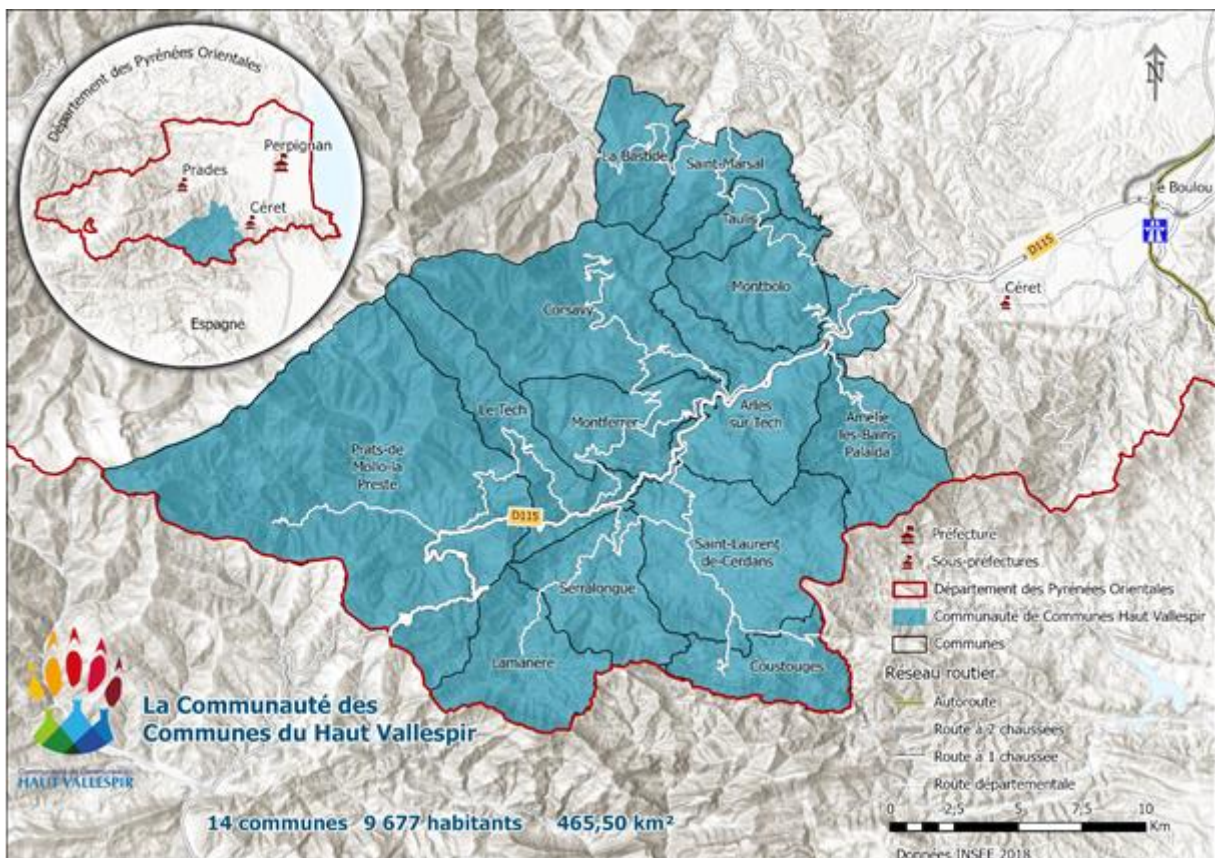 Département des Pyrénées Orientales
Perpignan
Prades
Céret
Espagne
N
La Bastide
Saint-Marsal
Taulis
Le Boulou
D115
Montbolo
Céret
Corsavy
Le Tech
Montferrer
Arles
sur Tech
Amélie
les-Bains
Palalda
Prats-de
Mollo-la
Preste
D115
Saint-Laurent
de-Cerdans
Serralongue
Lamanère
Coustouges
Préfecture
Sous-préfectures
Département des Pyrénées Orientales
Communauté de Communes Haut Vallespir
Communes
Réseau routier
Autoroute
Route à 2 chaussées
Route à 1 chaussée
Route départementale
0 2,5 5 7,5 10
Km
Données INSEE 2018
La Communauté des
Communes du Haut Vallespir
HAUT VALLESPIR
14 communes 9 677 habitants 465,50 km²